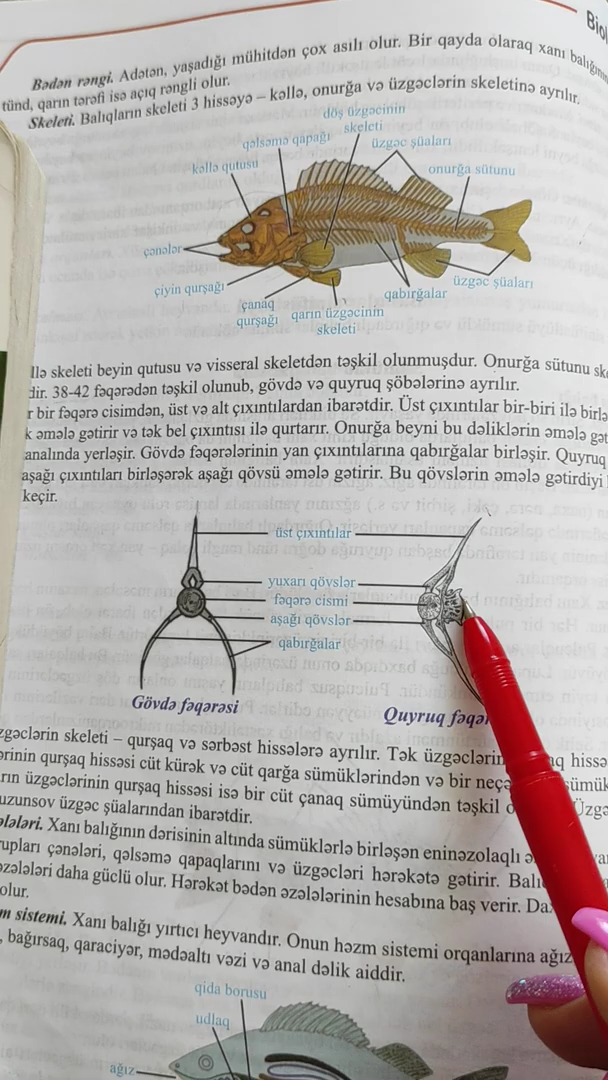 Biol
Bədən rəngi. Adətən, yaşadığı mühitdən çox asılı olur. Bir qayda olaraq xanı balığının
tünd, qarın tərəfi isə açıq rəngli olur.
Skeleti. Balıqların skeleti 3 hissəyə – kəllə, onurğa və üzgəclərin skeletinə ayrılır.
döş üzgəcinin
skeleti
qəlsəmə qapağı
üzgəc şüaları
kəllə qutusu
onurğa sütunu
çənələr
çiyin qurşağı
çanaq
qurşağı
qarın üzgəcinin
skeleti
qabırğalar
üzgəc şüaları
llə skeleti beyin qutusu və visseral skeletdən təşkil olunmuşdur. Onurğa sütunu
dir. 38-42 fəqərədən təşkil olunub, gövdə və quyruq şöbələrinə ayrılır.
r bir fəqərə cisimdən, üst və alt çıxıntılardan ibarətdir. Üst çıxıntılar bir-biri ilə birlə
k əmələ gətirir və tək bel çıxıntısı ilə qurtarır. Onurğa beyni bu dəliklərin əmələ gət
analında yerləşir. Gövdə fəqərələrinin yan çıxıntılarına qabırğalar birləşir. Quyruq
aşağı çıxıntıları birləşərək aşağı qövsü əmələ gətirir. Bu qövslərin əmələ gətirdiyi
keçir.
üst çıxıntılar
yuxarı qövslər
fəqərə cismi
aşağı qövslər
qabırğalar
Gövdə fəqərəsi
Quyruq fəqər
zgəclərin skeleti – qurşaq və sərbəst hissələrə ayrılır. Tək üzgəclərin hissə
ərinin qurşaq hissəsi cüt kürək və cüt qarğa sümüklərindən və bir neçə sümük
rın üzgəclərinin qurşaq hissəsi isə bir cüt çanaq sümüyündən təşkil Üzgə
uzunsov üzgəc şüalarından ibarətdir.
ələləri. Xanı balığının dərisinin altında sümüklərlə birləşən eninəzolaqlı
rupları çənələri, qəlsəmə qapaqlarını və üzgəcləri hərəkətə gətirir.
əzələləri daha güclü olur. Hərəkət bədən əzələlərinin hesabına baş verir.
olur.
m sistemi. Xanı balığı yırtıcı heyvandır. Onun həzm sistemi orqanlarına ağız
, bağırsaq, qaraciyər, mədəaltı vəzi və anal dəlik aiddir.
qida borusu
udlaq
ağız